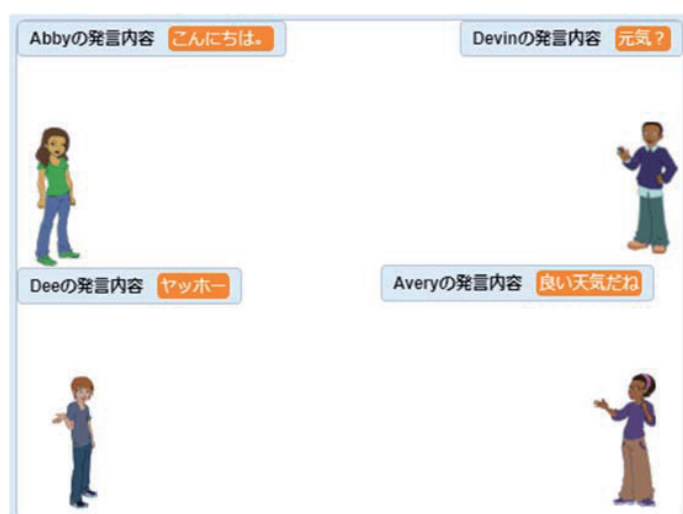 Abbyの発言内容 こんにちは。
Devinの発言内容 元気？
Deeの発言内容 ヤッホー
Averyの発言内容 良い天気だね